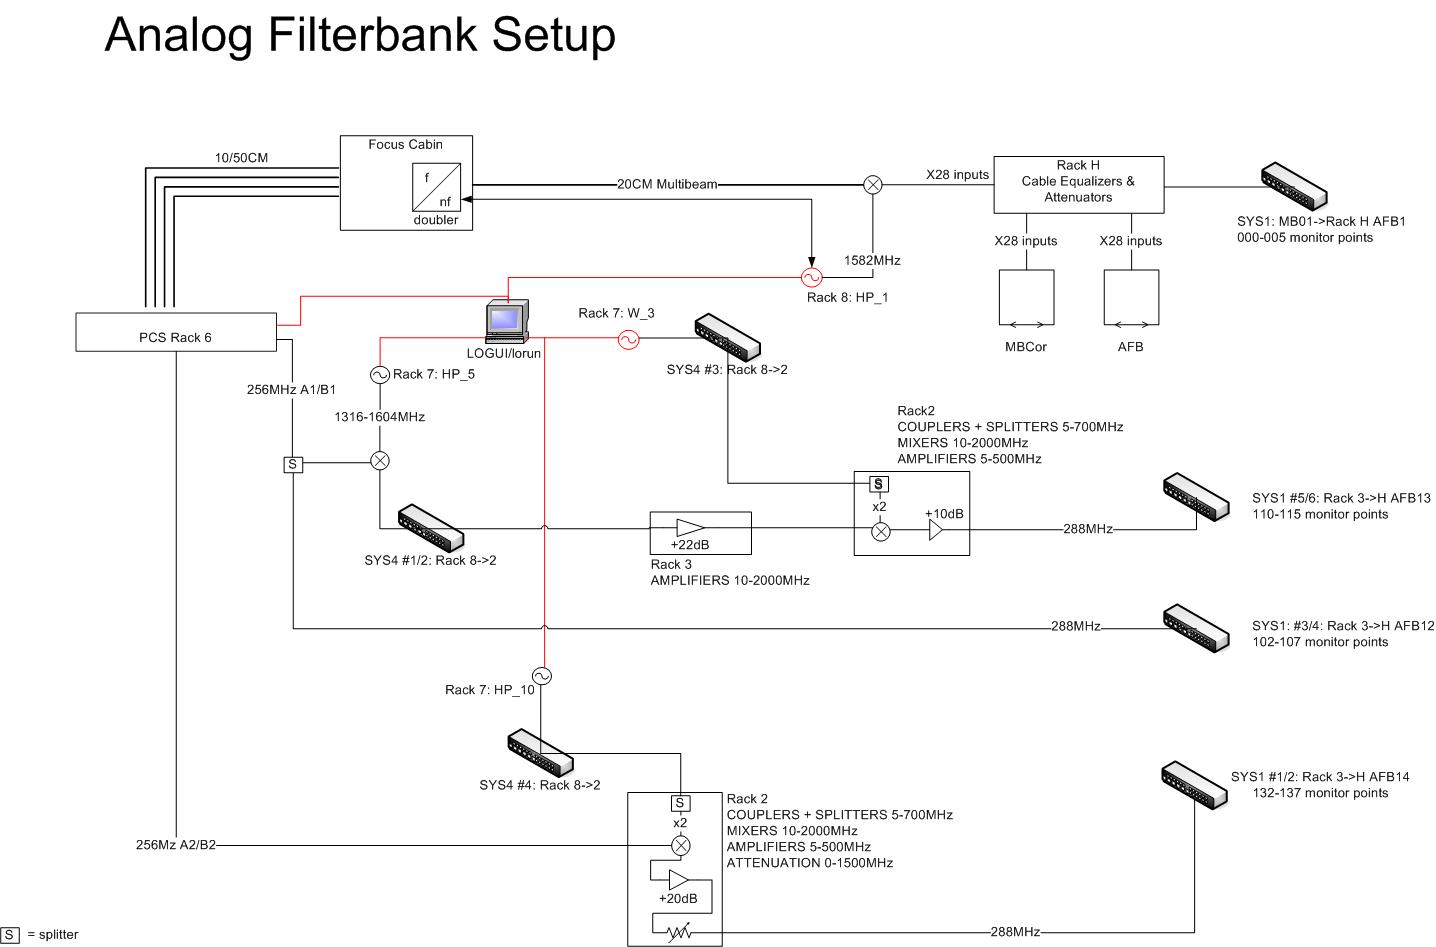 Analog Filterbank Setup
Focus Cabin
10/50CM
f
nf
doubler
20CM Multibeam
X28 inputs
Rack H
Cable Equalizers &
Attenuators
SYS1: MB01->Rack H AFB1
000-005 monitor points
X28 inputs
X28 inputs
1582MHz
Rack 8: HP_1
MBCor
AFB
PCS Rack 6
LOGUI/lorun
Rack 7: W_3
SYS4 #3: Rack 8->2
256MHz A1/B1
Rack 7: HP_5
1316-1604MHz
S
SYS4 #1/2: Rack 8->2
+22dB
Rack 3
AMPLIFIERS 10-2000MHz
Rack2
COUPLERS + SPLITTERS 5-700MHz
MIXERS 10-2000MHz
AMPLIFIERS 5-500MHz
S
x2
+10dB
288MHz
SYS1 #5/6: Rack 3->H AFB13
110-115 monitor points
288MHz
SYS1: #3/4: Rack 3->H AFB12
102-107 monitor points
Rack 7: HP_10
SYS4 #4: Rack 8->2
S
x2
+20dB
Rack 2
COUPLERS + SPLITTERS 5-700MHz
MIXERS 10-2000MHz
AMPLIFIERS 5-500MHz
ATTENUATION 0-1500MHz
256Mz A2/B2
288MHz
SYS1 #1/2: Rack 3->H AFB14
132-137 monitor points
S = splitter